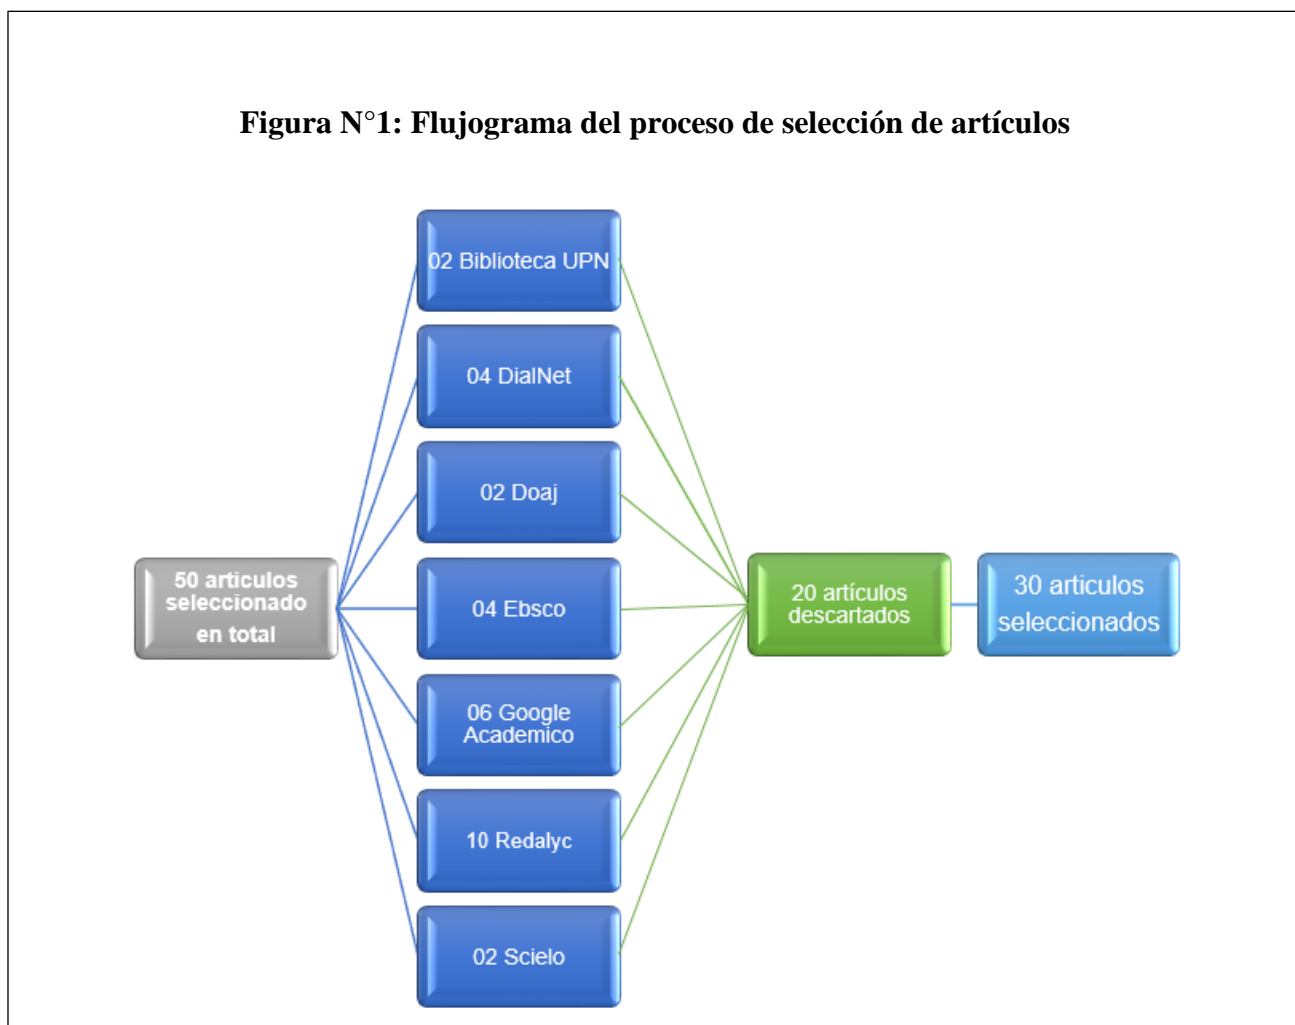 Figura N°1: Flujograma del proceso de selección de artículos
50 articulos
seleccionado
en total
02 Biblioteca UPN
04 DialNet
02 Doaj
04 Ebsco
06 Google
Academico
10 Redalyc
02 Scielo
20 artículos
descartados
30 articulos
seleccionados